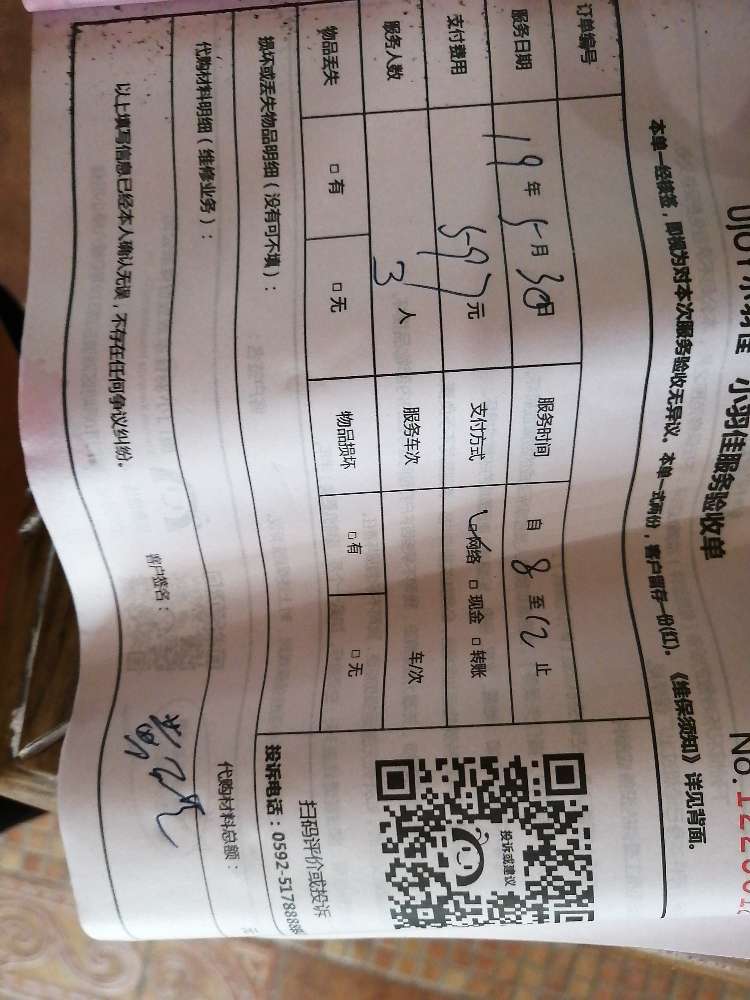 小羽佳服务验收单
本单一经接签，即视为对本次服务验收无异议。本单一式两份，客户留存一份(红)。《维保须知》详见背面。
订单编号
服务日期 19 年 5 月 30 日 服务时间 自 8 至 12 止
支付费用 597 元 支付方式 □网络 □现金 □转账
服务人数 3 人 服务车次 车/次
物品丢失 □有 □无 物品损坏 □有 □无
投诉或建议
扫码评价或投诉
投诉电话：0592-5178888
损坏或丢失物品明细（没有可不填）：
代购材料明细（维修业务）：
代购材料总额： 元
以上填写信息已经本人确认无误，不存在任何争议纠纷。
客户签名：